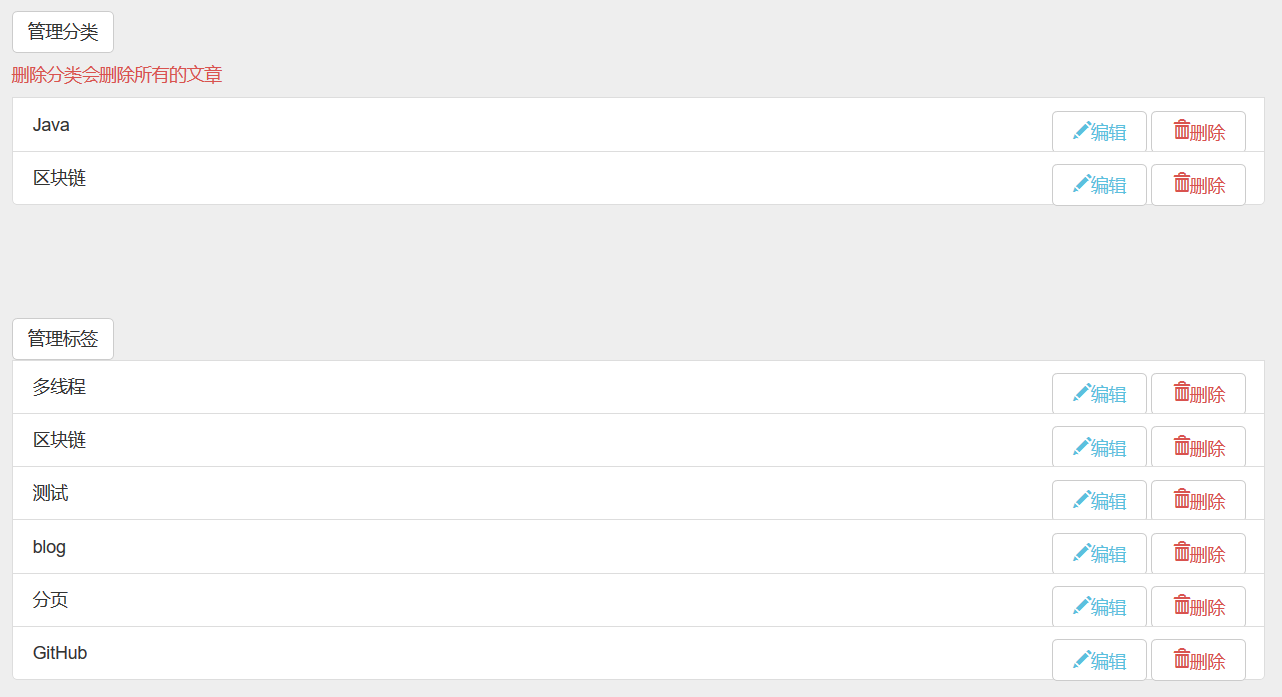 管理分类
删除分类会删除所有的文章
Java 编辑 删除
区块链 编辑 删除
管理标签
多线程 编辑 删除
区块链 编辑 删除
测试 编辑 删除
blog 编辑 删除
分页 编辑 删除
GitHub 编辑 删除